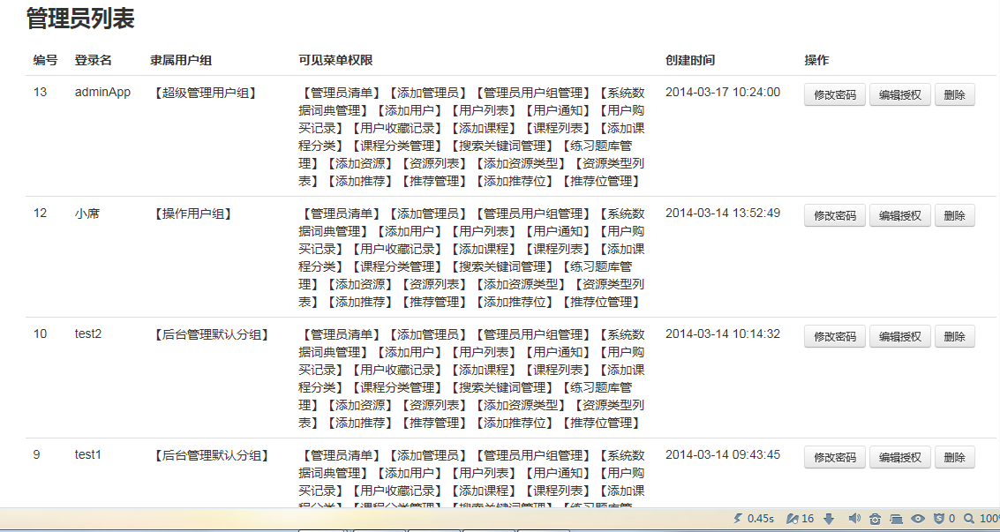 管理员列表
编号 登录名 隶属用户组 可见菜单权限 创建时间 操作
13 adminApp 【超级管理用户组】 【管理员清单】【添加管理员】【管理员用户组管理】【系统数 2014-03-17 10:24:00 修改密码 编辑授权 删除
据词典管理】【添加用户】【用户列表】【用户通知】【用户购
买记录】【用户收藏记录】【添加课程】【课程列表】【添加课
程分类】【课程分类管理】【搜索关键词管理】【练习题库管
理】【添加资源】【资源列表】【添加资源类型】【资源类型列
表】【添加推荐】【推荐管理】【添加推荐位】【推荐位管理】
12 小席 【操作用户组】 【管理员清单】【添加管理员】【管理员用户组管理】【系统数 2014-03-14 13:52:49 修改密码 编辑授权 删除
据词典管理】【添加用户】【用户列表】【用户通知】【用户购
买记录】【用户收藏记录】【添加课程】【课程列表】【添加课
程分类】【课程分类管理】【搜索关键词管理】【练习题库管
理】【添加资源】【资源列表】【添加资源类型】【资源类型列
表】【添加推荐】【推荐管理】【添加推荐位】【推荐位管理】
10 test2 【后台管理默认分组】 【管理员清单】【添加管理员】【管理员用户组管理】【系统数 2014-03-14 10:14:32 修改密码 编辑授权 删除
据词典管理】【添加用户】【用户列表】【用户通知】【用户购
买记录】【用户收藏记录】【添加课程】【课程列表】【添加课
程分类】【课程分类管理】【搜索关键词管理】【练习题库管
理】【添加资源】【资源列表】【添加资源类型】【资源类型列
表】【添加推荐】【推荐管理】【添加推荐位】【推荐位管理】
9 test1 【后台管理默认分组】 【管理员清单】【添加管理员】【管理员用户组管理】【系统数 2014-03-14 09:43:45 修改密码 编辑授权 删除
据词典管理】【添加用户】【用户列表】【用户通知】【用户购
买记录】【用户收藏记录】【添加课程】【课程列表】【添加课
程分类】【课程分类管理】【搜索关键词管理】【练习题库管
0.45s 16 0 100%